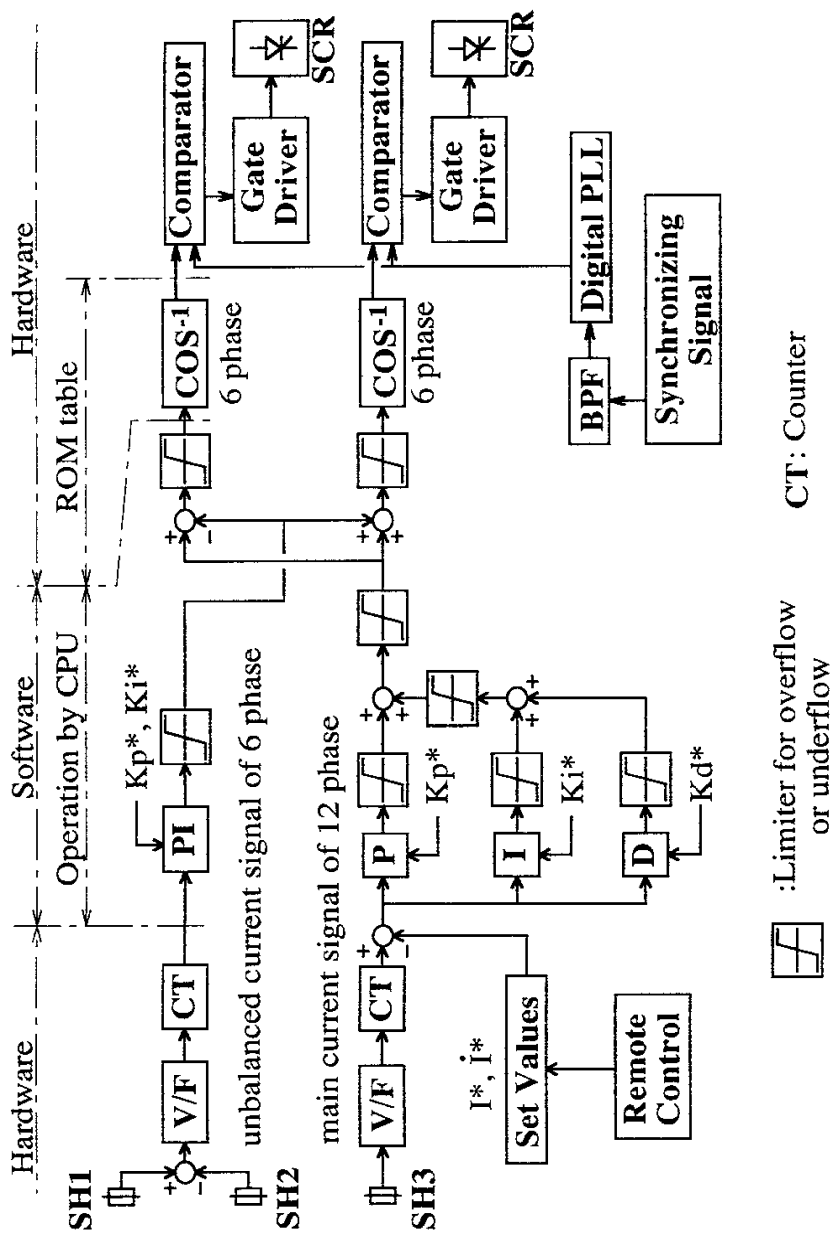 Hardware
Software
Hardware
Operation by CPU
ROM table
SH1
+
-
SH2
V/F
CT
PI
Kp*, Ki*
unbalanced current signal of 6 phase
+
-
COS-1
6 phase
Comparator
Gate
Driver
SCR
main current signal of 12 phase
SH3
V/F
CT
+
-
P
Kp*
I
Ki*
D
Kd*
+
+
+
+
+
+
COS-1
6 phase
Comparator
Gate
Driver
SCR
I*, İ*
Set Values
Remote
Control
BPF
Digital PLL
Synchronizing
Signal
:Limiter for overflow
or underflow
CT: Counter